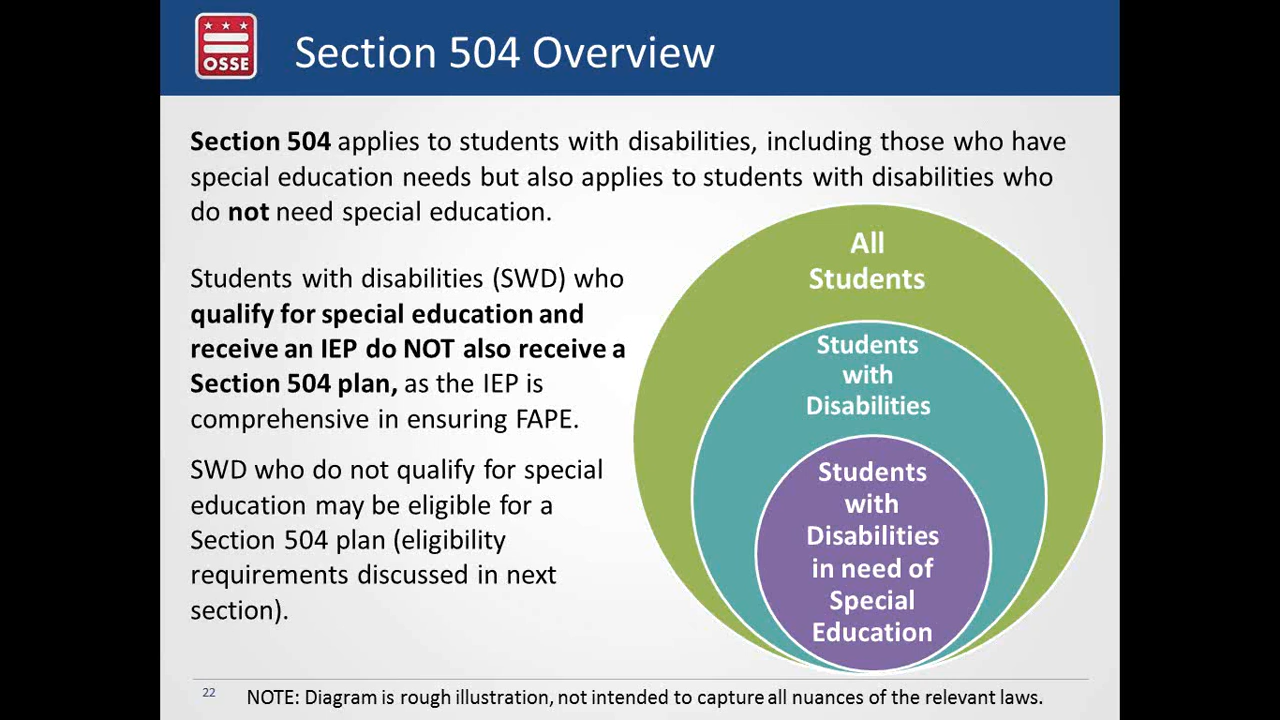 OSSE
Section 504 Overview
Section 504 applies to students with disabilities, including those who have
special education needs but also applies to students with disabilities who
do not need special education.
Students with disabilities (SWD) who
qualify for special education and
receive an IEP do NOT also receive a
Section 504 plan, as the IEP is
comprehensive in ensuring FAPE.
SWD who do not qualify for special
education may be eligible for a
Section 504 plan (eligibility
requirements discussed in next
section).
All
Students
Students
with
Disabilities
Students
with
Disabilities
in need of
Special
Education
22
NOTE: Diagram is rough illustration, not intended to capture all nuances of the relevant laws.